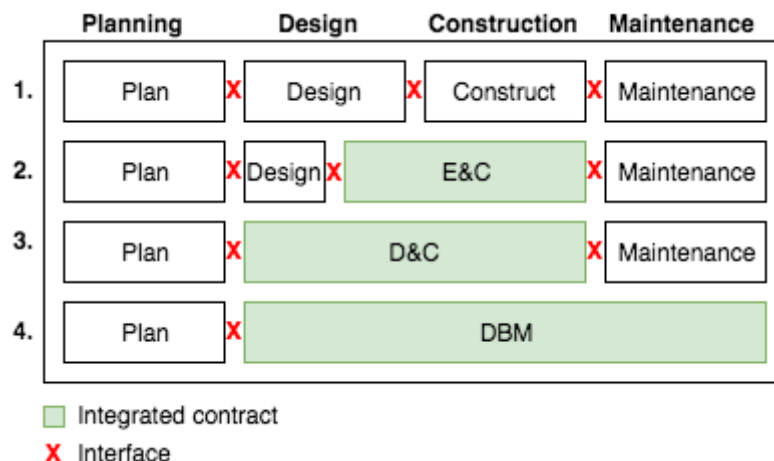 Planning Design Construction Maintenance
1. Plan X Design X Construct X Maintenance
2. Plan X Design X E&C X Maintenance
3. Plan X D&C X Maintenance
4. Plan X DBM
Integrated contract
X Interface